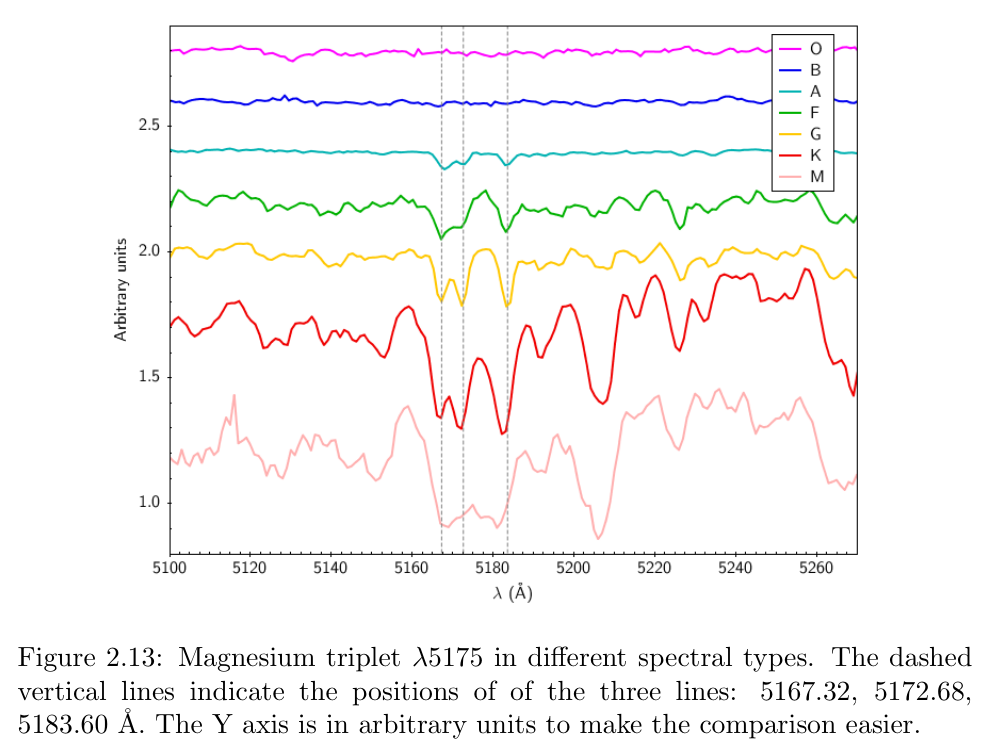 O
B
A
F
G
K
M
2.5
2.0
1.5
1.0
Arbitrary units
5100 5120 5140 5160 5180 5200 5220 5240 5260
λ (Å)
Figure 2.13: Magnesium triplet λ5175 in different spectral types. The dashed
vertical lines indicate the positions of of the three lines: 5167.32, 5172.68,
5183.60 Å. The Y axis is in arbitrary units to make the comparison easier.